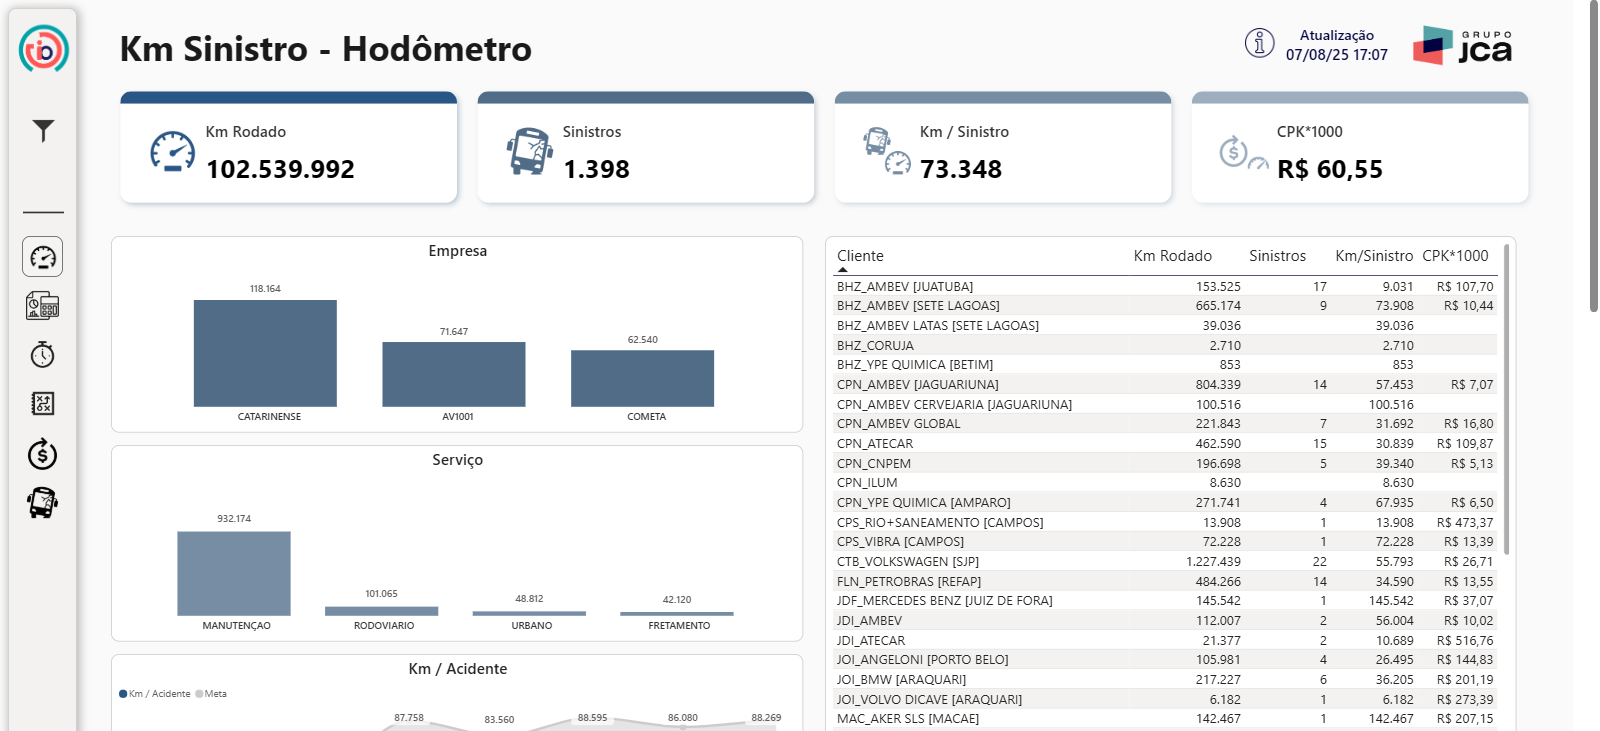 Km Sinistro - Hodômetro
Atualização
07/08/25 17:07
GRUPO
jca
ib
Km Rodado
102.539.992
Sinistros
1.398
Km / Sinistro
73.348
CPK*1000
R$ 60,55
Empresa
118.164
71.647
62.540
CATARINENSE AV1001 COMETA
Serviço
932.174
101.065
48.812
42.120
MANUTENÇAO RODOVIARIO URBANO FRETAMENTO
Km / Acidente
Km / Acidente Meta
87.758 83.560 88.595 86.080 88.269
Cliente Km Rodado Sinistros Km/Sinistro CPK*1000
BHZ_AMBEV [JUATUBA] 153.525 17 9.031 R$ 107,70
BHZ_AMBEV [SETE LAGOAS] 665.174 9 73.908 R$ 10,44
BHZ_AMBEV LATAS [SETE LAGOAS] 39.036 39.036
BHZ_CORUJA 2.710 2.710
BHZ_YPE QUIMICA [BETIM] 853 853
CPN_AMBEV [JAGUARIUNA] 804.339 14 57.453 R$ 7,07
CPN_AMBEV CERVEJARIA [JAGUARIUNA] 100.516 100.516
CPN_AMBEV GLOBAL 221.843 7 31.692 R$ 16,80
CPN_ATECAR 462.590 15 30.839 R$ 109,87
CPN_CNPEM 196.698 5 39.340 R$ 5,13
CPN_ILUM 8.630 8.630
CPN_YPE QUIMICA [AMPARO] 271.741 4 67.935 R$ 6,50
CPS_RIO+SANEAMENTO [CAMPOS] 13.908 1 13.908 R$ 473,37
CPS_VIBRA [CAMPOS] 72.228 1 72.228 R$ 13,39
CTB_VOLKSWAGEN [SJP] 1.227.439 22 55.793 R$ 26,71
FLN_PETROBRAS [REFAP] 484.266 14 34.590 R$ 13,55
JDF_MERCEDES BENZ [JUIZ DE FORA] 145.542 1 145.542 R$ 37,07
JDI_AMBEV 112.007 2 56.004 R$ 10,02
JDI_ATECAR 21.377 2 10.689 R$ 516,76
JOI_ANGELONI [PORTO BELO] 105.981 4 26.495 R$ 144,83
JOI_BMW [ARAQUARI] 217.227 6 36.205 R$ 201,19
JOI_VOLVO DICAVE [ARAQUARI] 6.182 1 6.182 R$ 273,39
MAC_AKER SLS [MACAE] 142.467 1 142.467 R$ 207,15